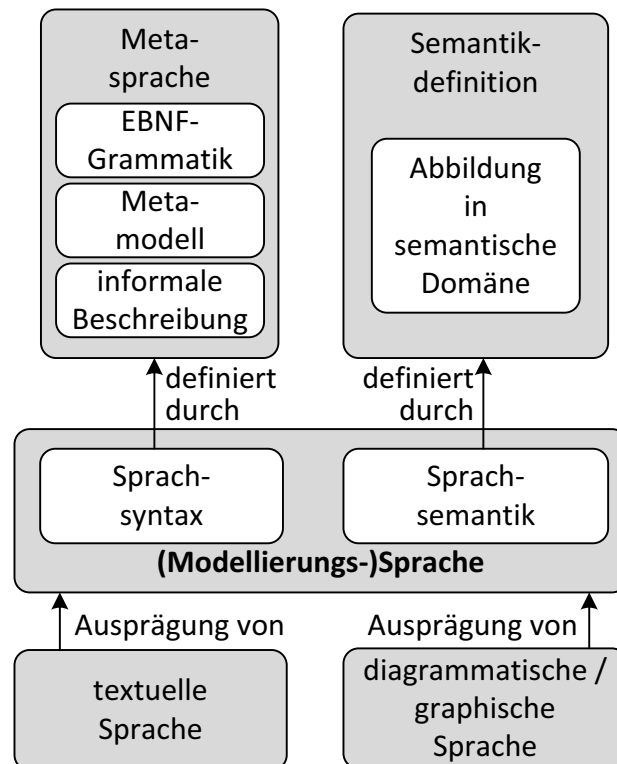 Meta-
sprache
EBNF-
Grammatik
Meta-
modell
informale
Beschreibung
Semantik-
definition
Abbildung
in
semantische
Domäne
definiert
durch
definiert
durch
Sprach-
syntax
Sprach-
semantik
(Modellierungs-)Sprache
Ausprägung von
Ausprägung von
textuelle
Sprache
diagrammatische /
graphische
Sprache